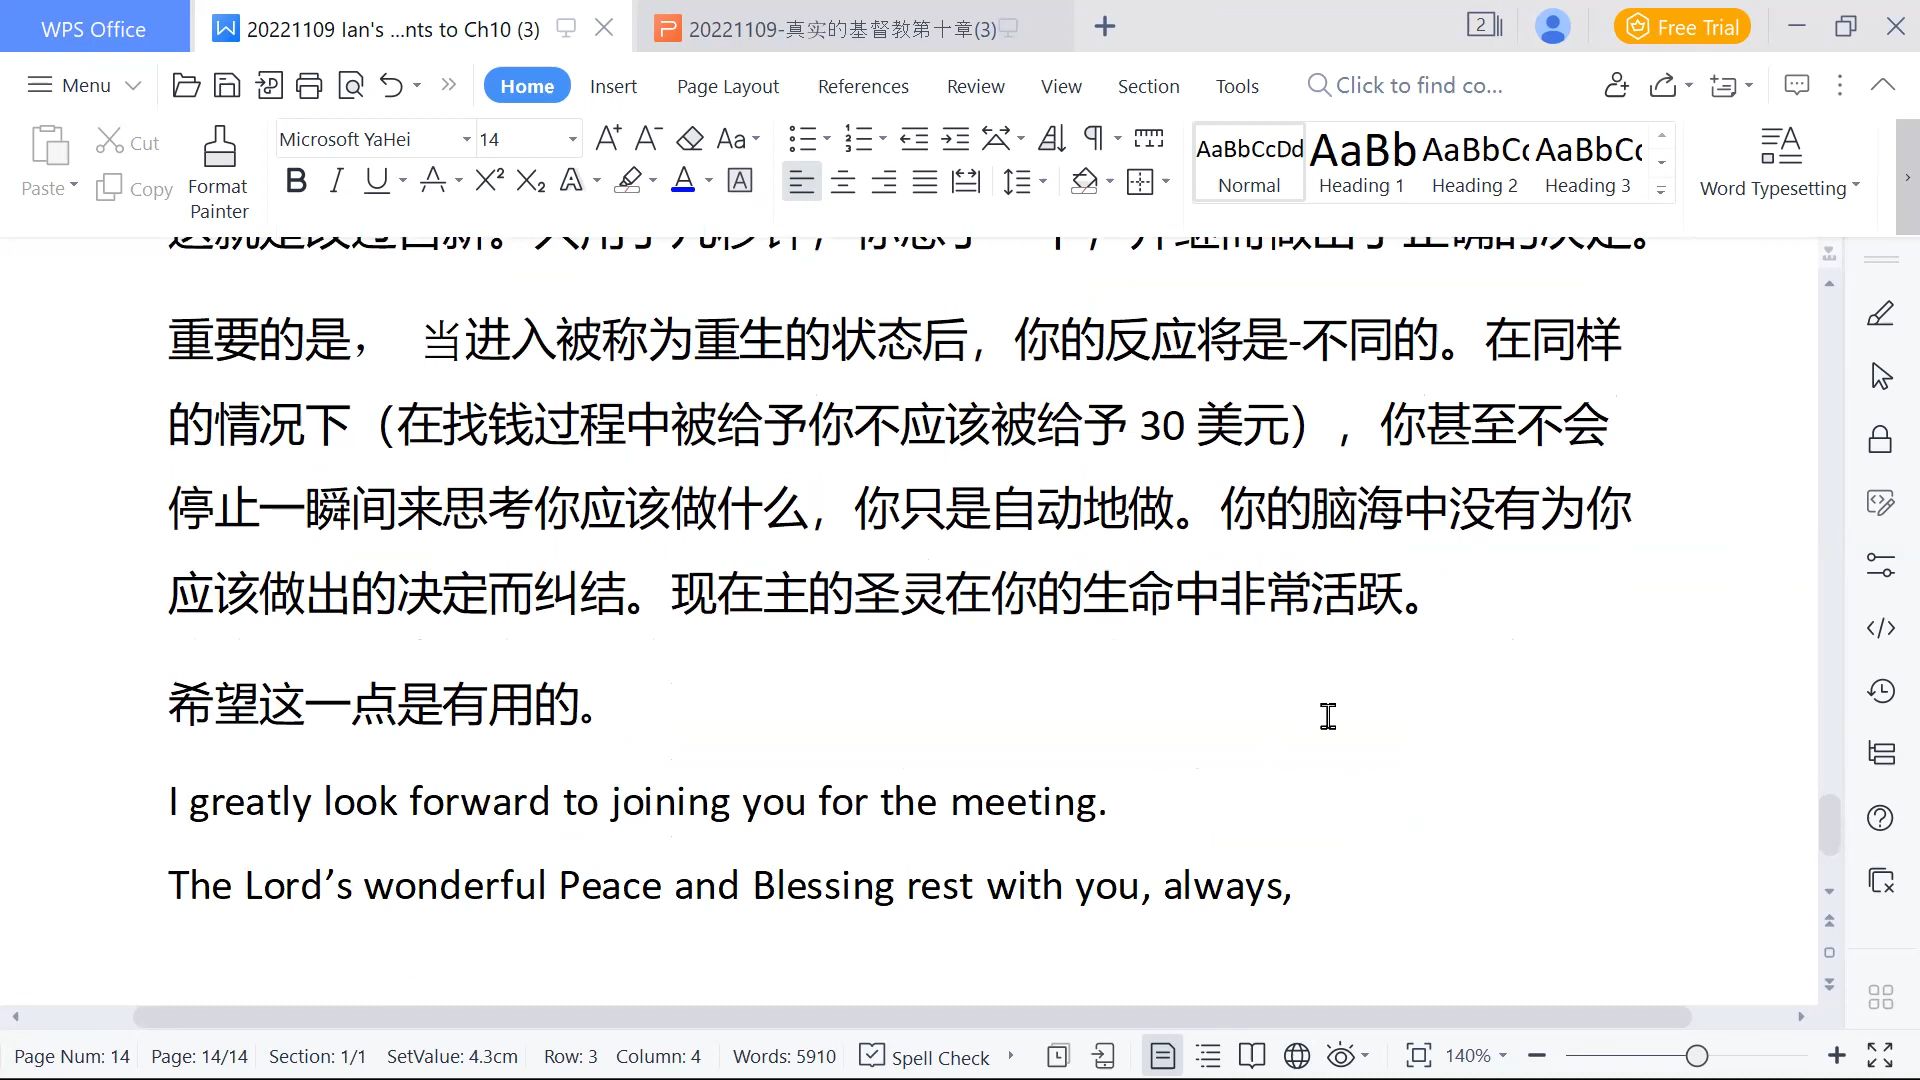 WPS Office
20221109 Ian's ...nts to Ch10 (3)
20221109-真实的基督教第十章(3)
2
Free Trial
Menu
Home
Insert
Page Layout
References
Review
View
Section
Tools
Click to find co...
Paste
Cut
Copy
Format
Painter
Microsoft YaHei
14
AaBbCcDd
Normal
AaBb
Heading 1
AaBbCc
Heading 2
AaBbCc
Heading 3
Word Typesetting
重要的是， 当进入被称为重生的状态后，你的反应将是-不同的。在同样
的情况下（在找钱过程中被给予你不应该被给予 30 美元），你甚至不会
停止一瞬间来思考你应该做什么，你只是自动地做。你的脑海中没有为你
应该做出的决定而纠结。现在主的圣灵在你的生命中非常活跃。
希望这一点是有用的。
I greatly look forward to joining you for the meeting.
The Lord’s wonderful Peace and Blessing rest with you, always,
Page Num: 14
Page: 14/14
Section: 1/1
SetValue: 4.3cm
Row: 3
Column: 4
Words: 5910
Spell Check
140%